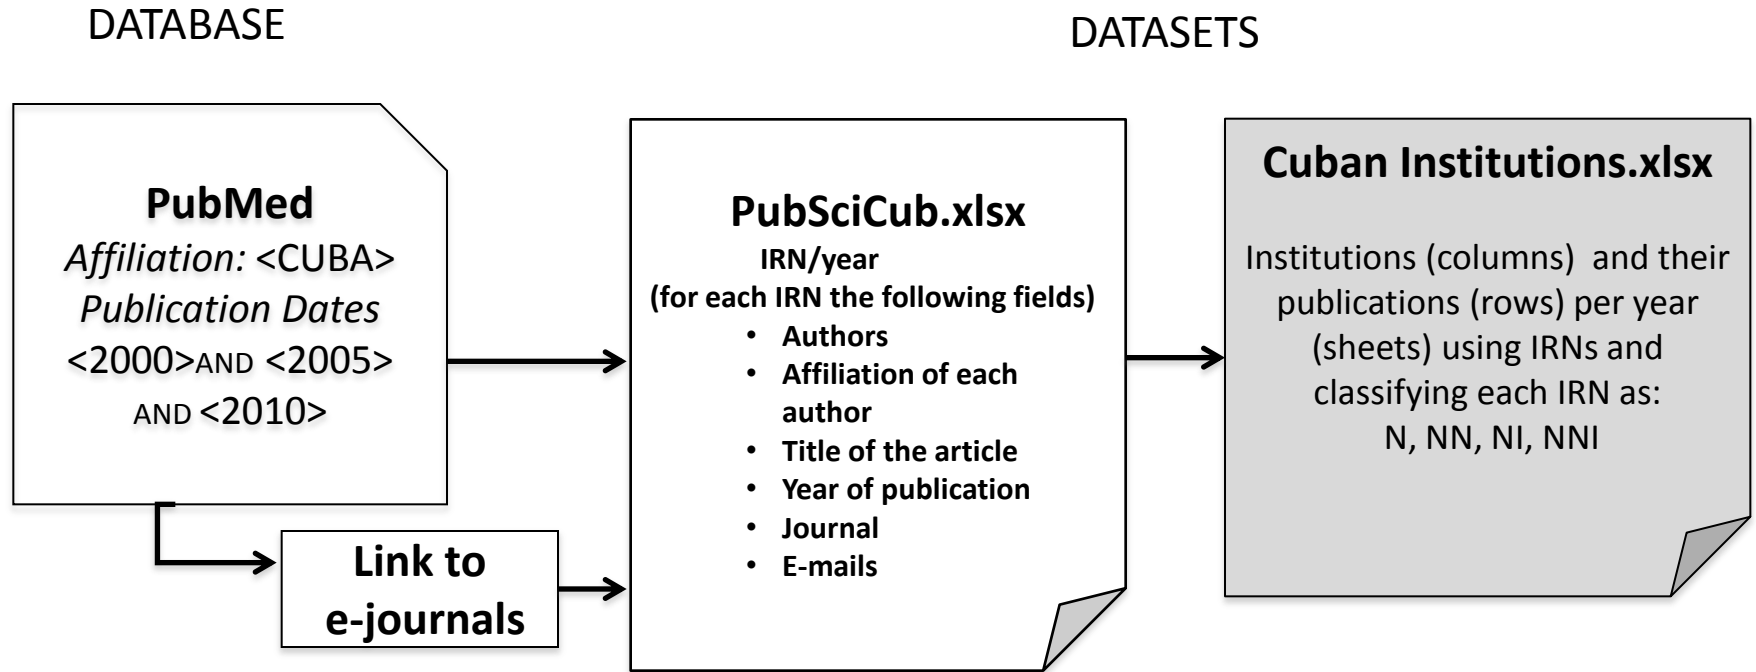 DATABASE
DATASETS
PubMed
Affiliation: <CUBA>
Publication Dates
<2000>AND <2005>
AND <2010>
Link to
e-journals
PubSciCub.xlsx
IRN/year
(for each IRN the following fields)
• Authors
• Affiliation of each
author
• Title of the article
• Year of publication
• Journal
• E-mails
Cuban Institutions.xlsx
Institutions (columns) and their
publications (rows) per year
(sheets) using IRNs and
classifying each IRN as:
N, NN, NI, NNI